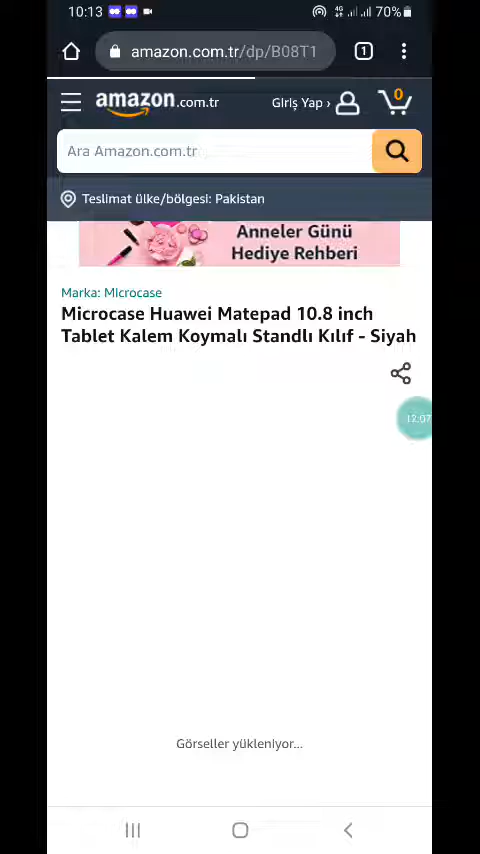 10:13 4G 70%
amazon.com.tr/dp/B08T1 1
amazon.com.tr Giriş Yap › 0
Ara Amazon.com.tr
Teslimat ülke/bölgesi: Pakistan
Anneler Günü
Hediye Rehberi
Marka: Microcase
Microcase Huawei Matepad 10.8 inch
Tablet Kalem Koymalı Standlı Kılıf - Siyah
12:07
Görseller yükleniyor...